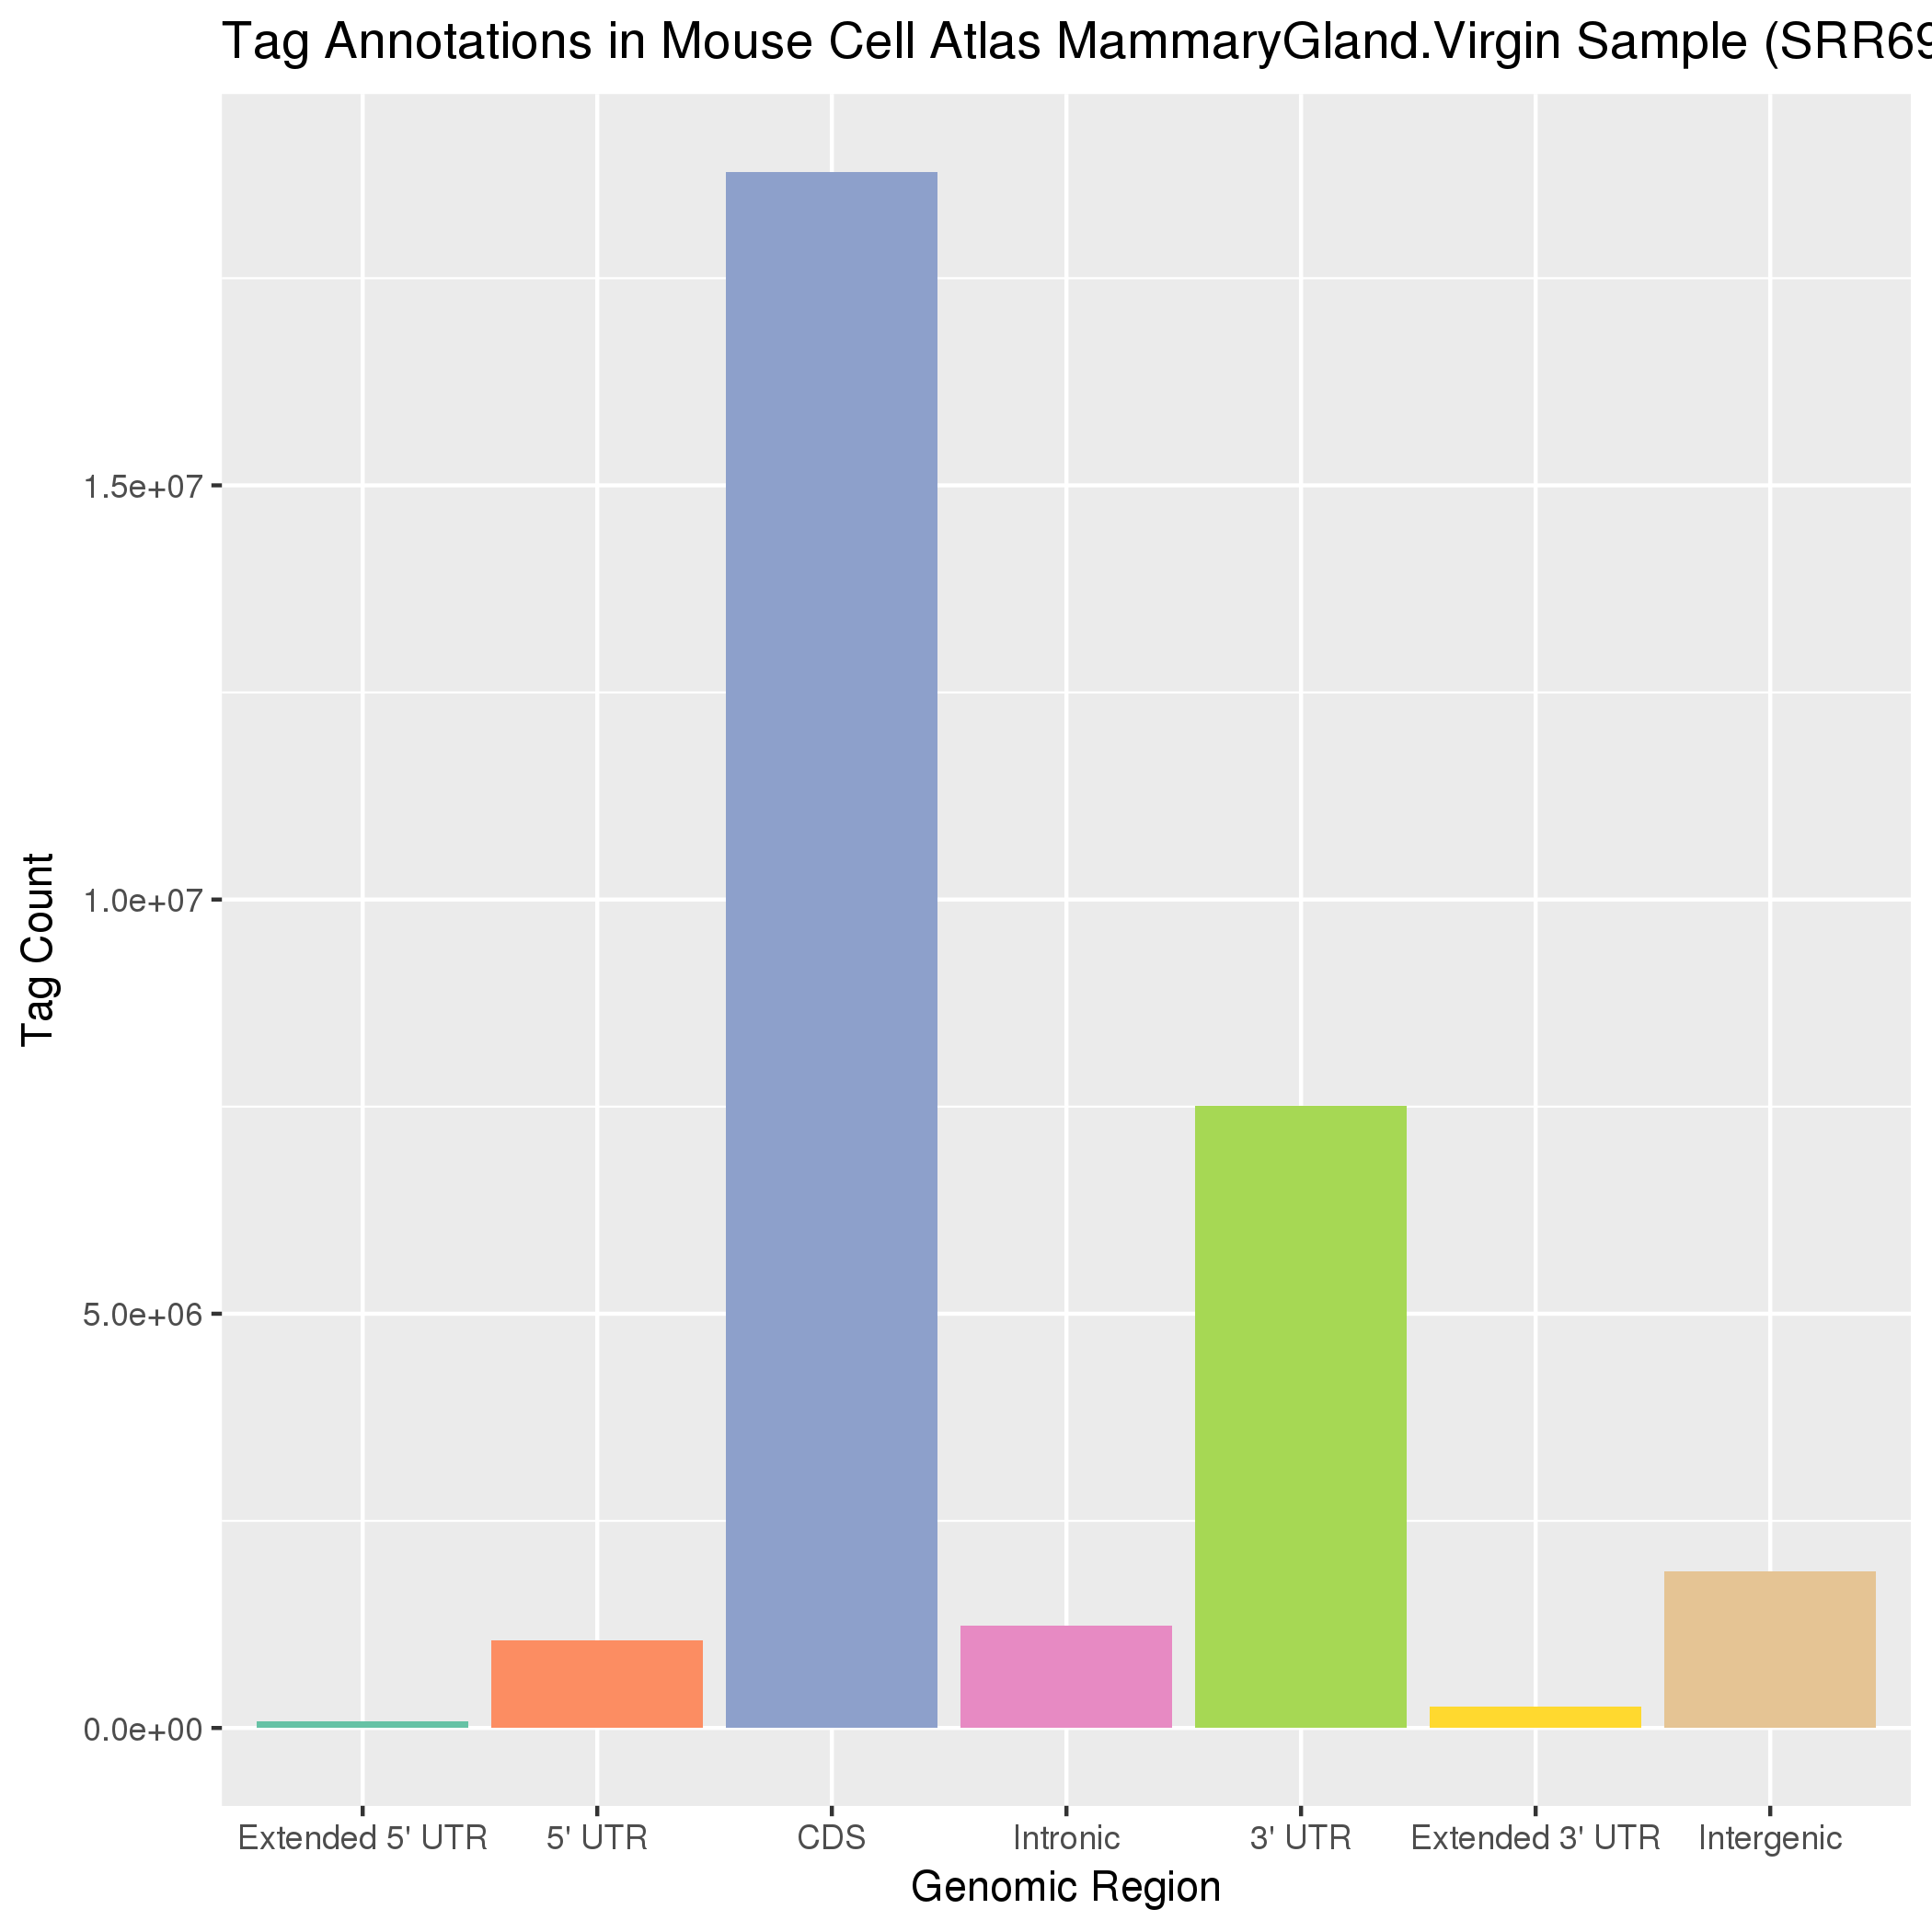 Tag Annotations in Mouse Cell Atlas MammaryGland.Virgin Sample (SRR69
1.5e+07
1.0e+07
5.0e+06
0.0e+00
Tag Count
Extended 5' UTR 5' UTR CDS Intronic 3' UTR Extended 3' UTR Intergenic
Genomic Region